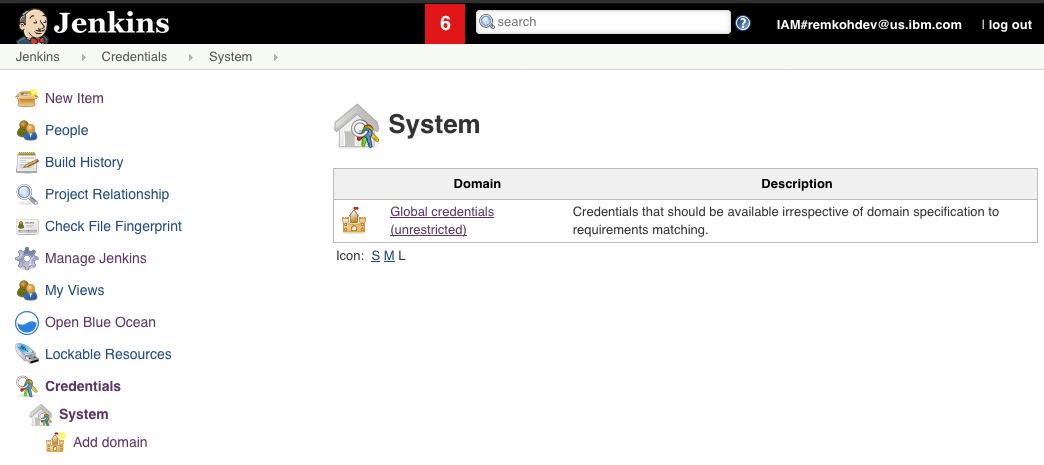 Jenkins
6
search
IAM#remkohdev@us.ibm.com
| log out
Jenkins Credentials System
New Item
People
Build History
Project Relationship
Check File Fingerprint
Manage Jenkins
My Views
Open Blue Ocean
Lockable Resources
Credentials
System
Add domain
System
Domain Description
Global credentials
(unrestricted)
Credentials that should be available irrespective of domain specification to
requirements matching.
Icon: S M L